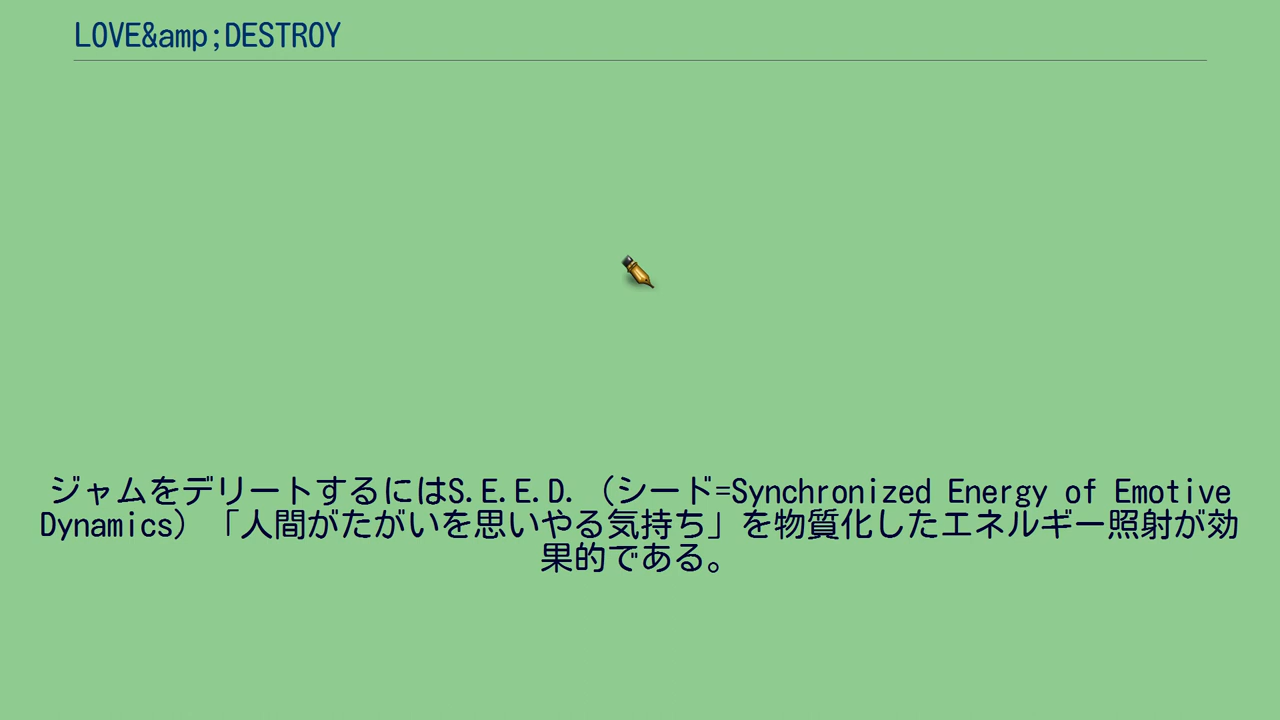 LOVE&amp;DESTROY
ジャムをデリートするにはS.E.E.D.（シード=Synchronized Energy of Emotive
Dynamics）「人間がたがいを思いやる気持ち」を物質化したエネルギー照射が効
果的である。